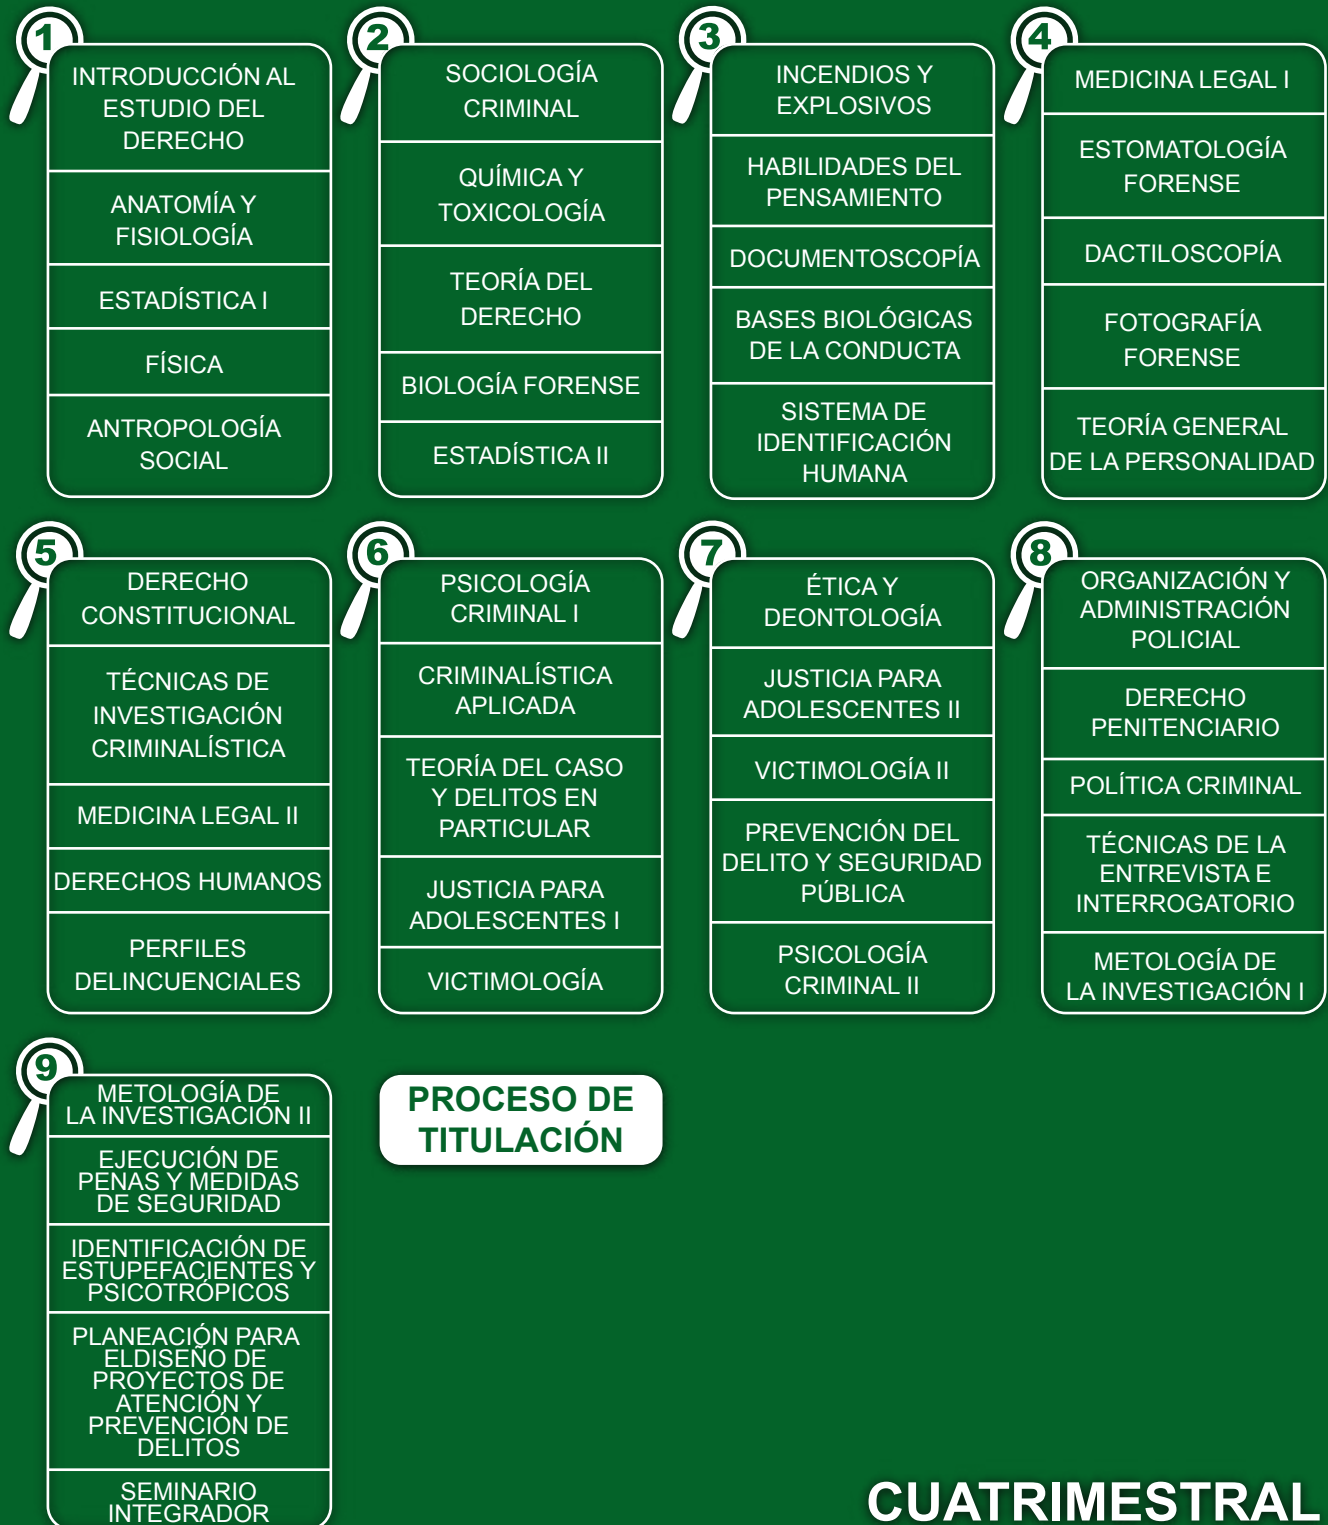 1
INTRODUCCIÓN AL
ESTUDIO DEL
DERECHO
ANATOMÍA Y
FISIOLOGÍA
ESTADÍSTICA I
FÍSICA
ANTROPOLOGÍA
SOCIAL
2
SOCIOLOGÍA
CRIMINAL
QUÍMICA Y
TOXICOLOGÍA
TEORÍA DEL
DERECHO
BIOLOGÍA FORENSE
ESTADÍSTICA II
3
INCENDIOS Y
EXPLOSIVOS
HABILIDADES DEL
PENSAMIENTO
DOCUMENTOSCOPÍA
BASES BIOLÓGICAS
DE LA CONDUCTA
SISTEMA DE
IDENTIFICACIÓN
HUMANA
4
MEDICINA LEGAL I
ESTOMATOLOGÍA
FORENSE
DACTILOSCOPÍA
FOTOGRAFÍA
FORENSE
TEORÍA GENERAL
DE LA PERSONALIDAD
5
DERECHO
CONSTITUCIONAL
TÉCNICAS DE
INVESTIGACIÓN
CRIMINALÍSTICA
MEDICINA LEGAL II
DERECHOS HUMANOS
PERFILES
DELINCUENCIALES
6
PSICOLOGÍA
CRIMINAL I
CRIMINALÍSTICA
APLICADA
TEORÍA DEL CASO
Y DELITOS EN
PARTICULAR
JUSTICIA PARA
ADOLESCENTES I
VICTIMOLOGÍA
7
ÉTICA Y
DEONTOLOGÍA
JUSTICIA PARA
ADOLESCENTES II
VICTIMOLOGÍA II
PREVENCIÓN DEL
DELITO Y SEGURIDAD
PÚBLICA
PSICOLOGÍA
CRIMINAL II
8
ORGANIZACIÓN Y
ADMINISTRACIÓN
POLICIAL
DERECHO
PENITENCIARIO
POLÍTICA CRIMINAL
TÉCNICAS DE LA
ENTREVISTA E
INTERROGATORIO
METOLOGÍA DE
LA INVESTIGACIÓN I
9
METOLOGÍA DE
LA INVESTIGACIÓN II
EJECUCIÓN DE
PENAS Y MEDIDAS
DE SEGURIDAD
IDENTIFICACIÓN DE
ESTUPEFACIENTES Y
PSICOTRÓPICOS
PLANEACIÓN PARA
ELDISEÑO DE
PROYECTOS DE
ATENCIÓN Y
PREVENCIÓN DE
DELITOS
SEMINARIO
INTEGRADOR
PROCESO DE
TITULACIÓN
CUATRIMESTRAL